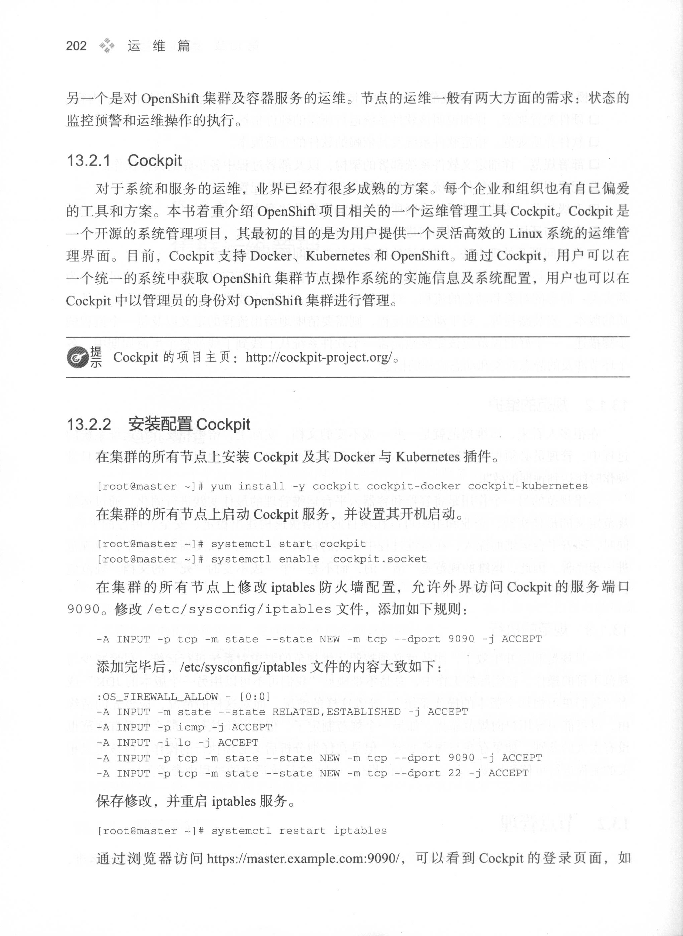 202 运维篇
另一个是对 OpenShift 集群及容器服务的运维。节点的运维一般有两大方面的需求：状态的
监控预警和运维操作的执行。
13.2.1 Cockpit
对于系统和服务的运维，业界已经有很多成熟的方案。每个企业和组织也有自己偏爱
的工具和方案。本书着重介绍 OpenShift 项目相关的一个运维管理工具 Cockpit。Cockpit 是
一个开源的系统管理项目，其最初的目的是为用户提供一个灵活高效的 Linux 系统的运维管
理界面。目前，Cockpit 支持 Docker、Kubernetes 和 OpenShift。通过 Cockpit，用户可以在
一个统一的系统中获取 OpenShift 集群节点操作系统的实施信息及系统配置，用户也可以在
Cockpit 中以管理员的身份对 OpenShift 集群进行管理。
提示 Cockpit 的项目主页：http://cockpit-project.org/。
13.2.2 安装配置 Cockpit
在集群的所有节点上安装 Cockpit 及其 Docker 与 Kubernetes 插件。
[root@master ~]# yum install -y cockpit cockpit-docker cockpit-kubernetes
在集群的所有节点上启动 Cockpit 服务，并设置其开机启动。
[root@master ~]# systemctl start cockpit
[root@master ~]# systemctl enable cockpit.socket
在集群的所有节点上修改 iptables 防火墙配置，允许外界访问 Cockpit 的服务端口
9090。修改 /etc/sysconfig/iptables 文件，添加如下规则：
-A INPUT -p tcp -m state --state NEW -m tcp --dport 9090 -j ACCEPT
添加完毕后，/etc/sysconfig/iptables 文件的内容大致如下：
:OS_FIREWALL_ALLOW - [0:0]
-A INPUT -m state --state RELATED,ESTABLISHED -j ACCEPT
-A INPUT -p icmp -j ACCEPT
-A INPUT -i lo -j ACCEPT
-A INPUT -p tcp -m state --state NEW -m tcp --dport 9090 -j ACCEPT
-A INPUT -p tcp -m state --state NEW -m tcp --dport 22 -j ACCEPT
保存修改，并重启 iptables 服务。
[root@master ~]# systemctl restart iptables
通过浏览器访问 https://master.example.com:9090/，可以看到 Cockpit 的登录页面，如